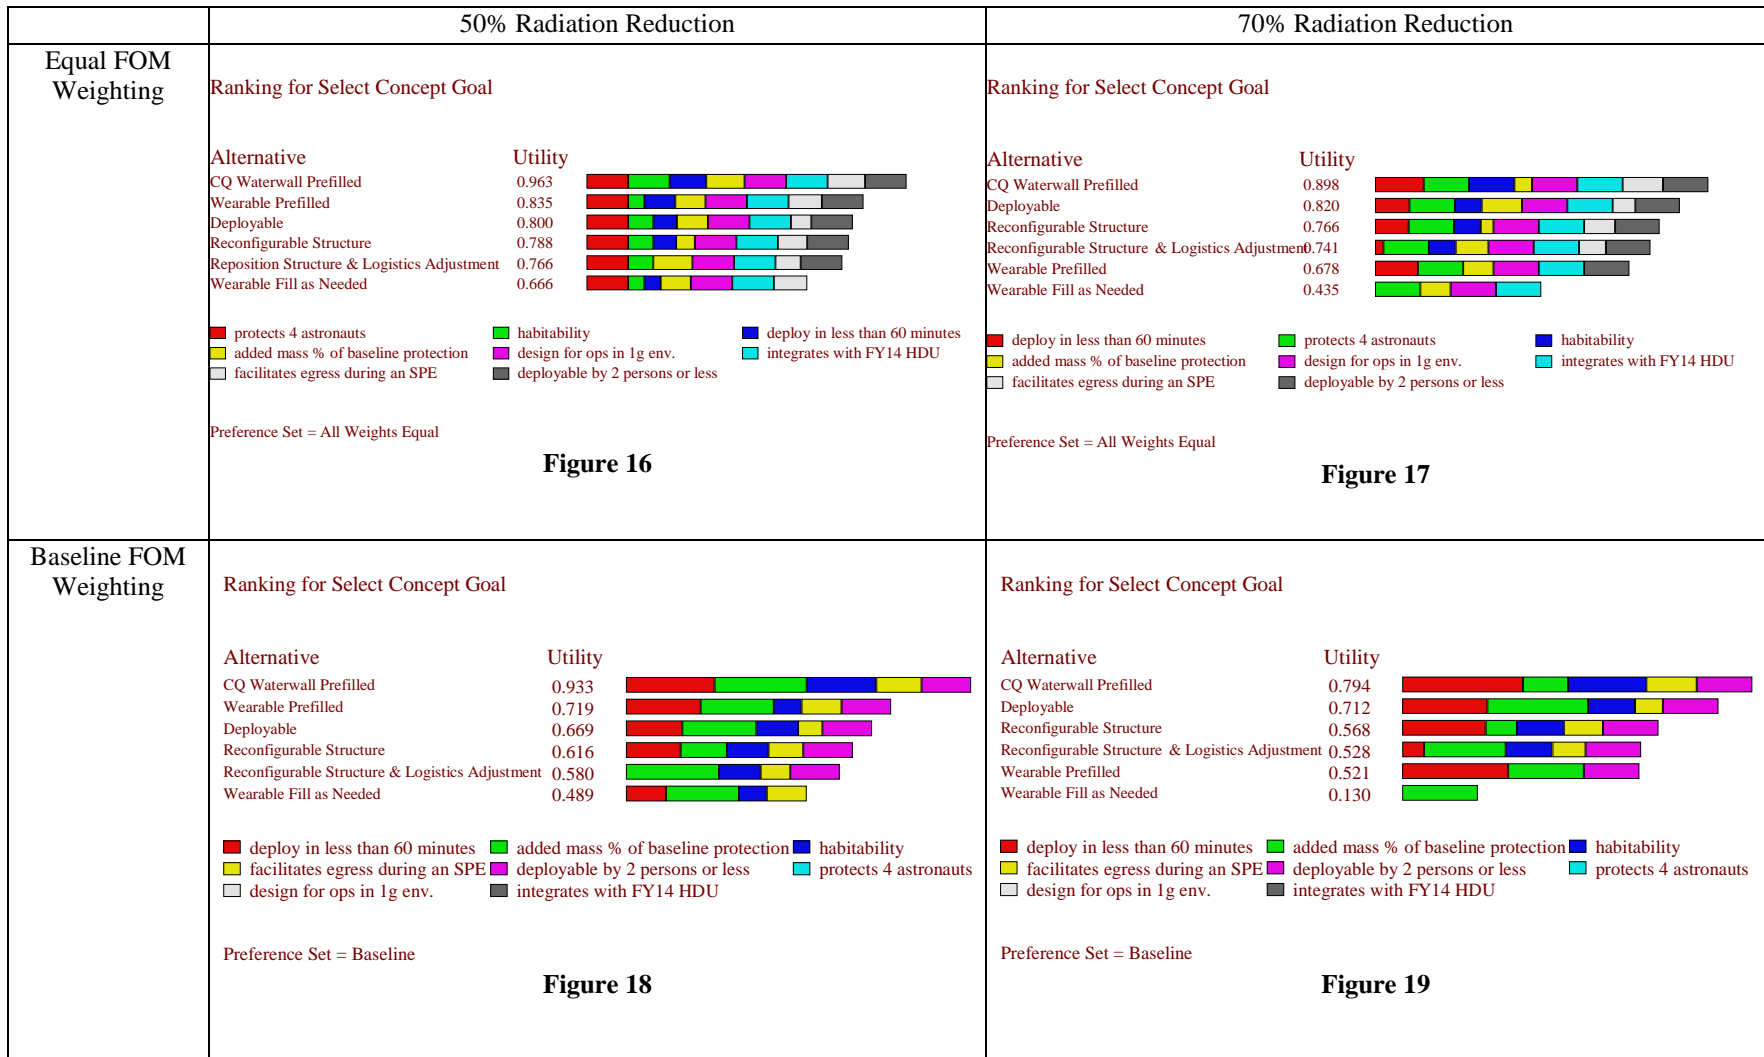 50% Radiation Reduction
70% Radiation Reduction
Equal FOM
Weighting
Ranking for Select Concept Goal
Alternative Utility
CQ Waterwall Prefilled 0.963
Wearable Prefilled 0.835
Deployable 0.800
Reconfigurable Structure 0.788
Reposition Structure & Logistics Adjustment 0.766
Wearable Fill as Needed 0.666
protects 4 astronauts habitability deploy in less than 60 minutes
added mass % of baseline protection design for ops in 1g env. integrates with FY14 HDU
facilitates egress during an SPE deployable by 2 persons or less
Preference Set = All Weights Equal
Figure 16
Ranking for Select Concept Goal
Alternative Utility
CQ Waterwall Prefilled 0.898
Deployable 0.820
Reconfigurable Structure 0.766
Reconfigurable Structure & Logistics Adjustment 0.741
Wearable Prefilled 0.678
Wearable Fill as Needed 0.435
deploy in less than 60 minutes protects 4 astronauts habitability
added mass % of baseline protection design for ops in 1g env. integrates with FY14 HDU
facilitates egress during an SPE deployable by 2 persons or less
Preference Set = All Weights Equal
Figure 17
Baseline FOM
Weighting
Ranking for Select Concept Goal
Alternative Utility
CQ Waterwall Prefilled 0.933
Wearable Prefilled 0.719
Deployable 0.669
Reconfigurable Structure 0.616
Reconfigurable Structure & Logistics Adjustment 0.580
Wearable Fill as Needed 0.489
deploy in less than 60 minutes added mass % of baseline protection habitability
facilitates egress during an SPE deployable by 2 persons or less protects 4 astronauts
design for ops in 1g env. integrates with FY14 HDU
Preference Set = Baseline
Figure 18
Ranking for Select Concept Goal
Alternative Utility
CQ Waterwall Prefilled 0.794
Deployable 0.712
Reconfigurable Structure 0.568
Reconfigurable Structure & Logistics Adjustment 0.528
Wearable Prefilled 0.521
Wearable Fill as Needed 0.130
deploy in less than 60 minutes added mass % of baseline protection habitability
facilitates egress during an SPE deployable by 2 persons or less protects 4 astronauts
design for ops in 1g env. integrates with FY14 HDU
Preference Set = Baseline
Figure 19